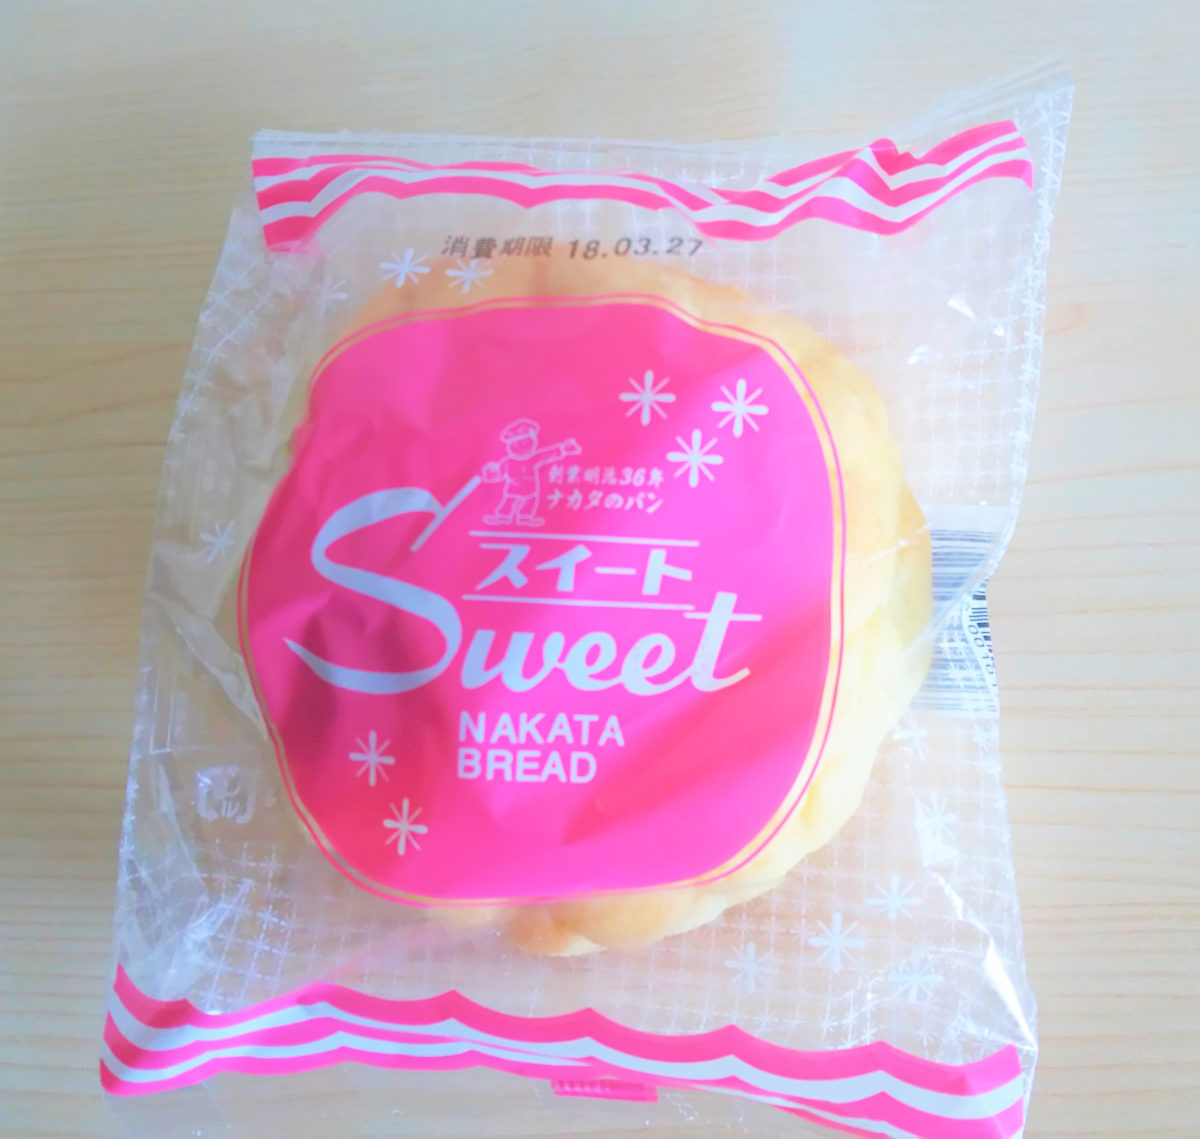 消費期限 18.03.27
創業明治36年
ナカタのパン
スイート
Sweet
NAKATA
BREAD